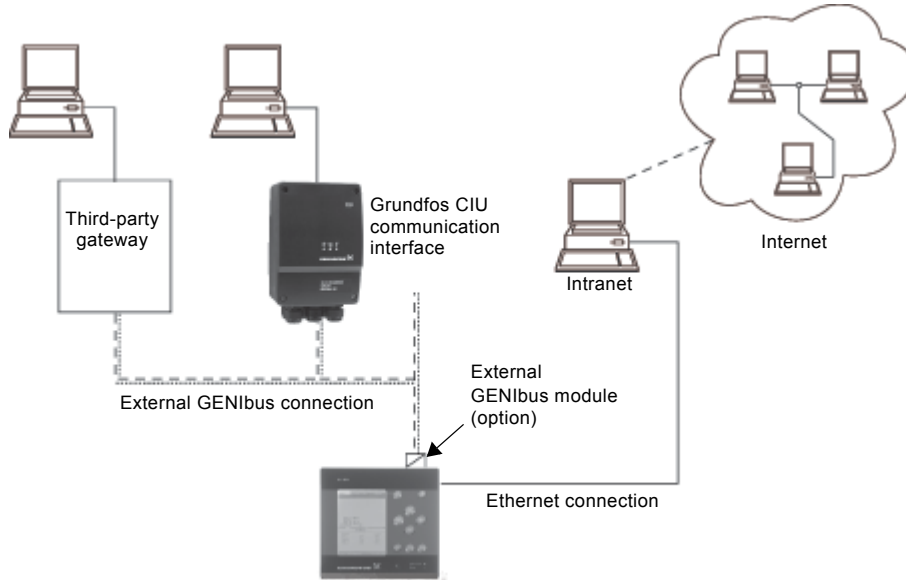 Third-party
gateway
Grundfos CIU
communication
interface
Internet
Intranet
External
GENIbus module
(option)
External GENIbus connection
Ethernet connection